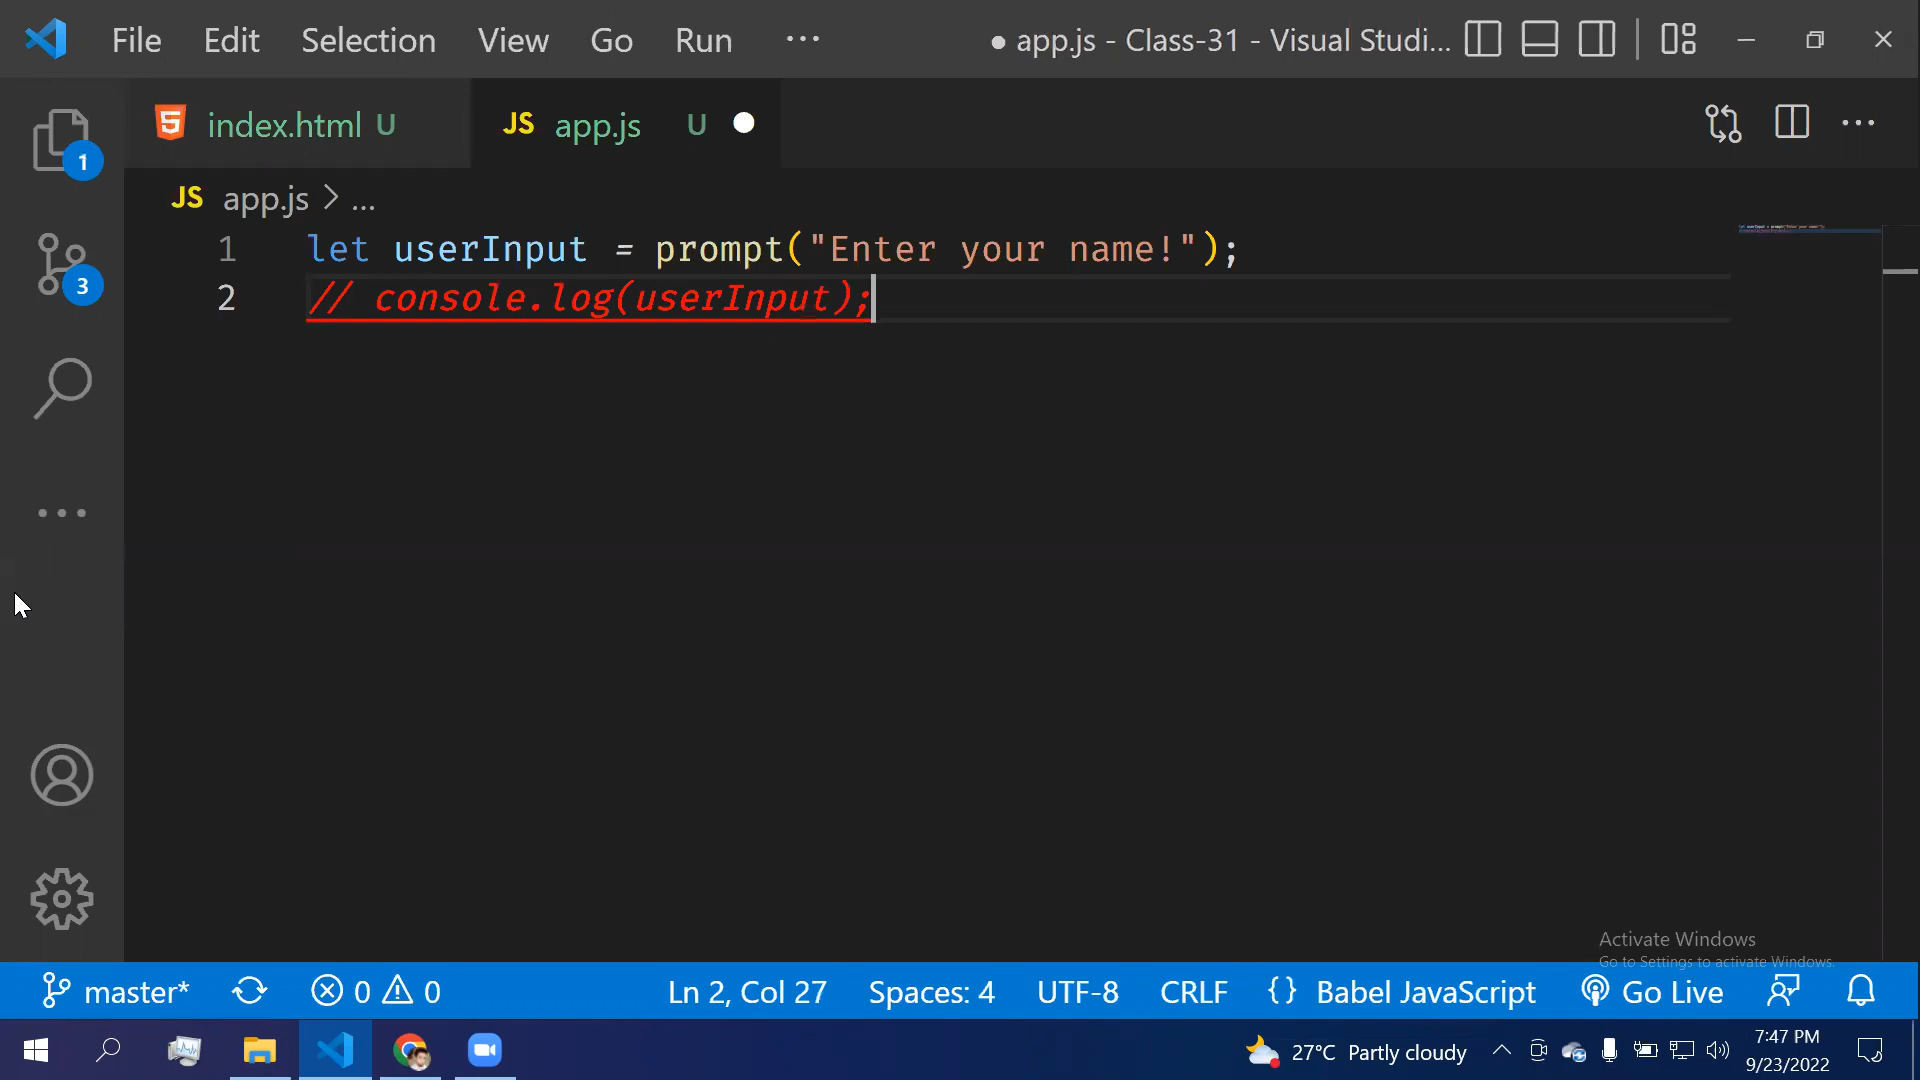 File Edit Selection View Go Run ···
● app.js - Class-31 - Visual Studi...
index.html U
JS app.js U
JS app.js > ...
1 let userInput = prompt("Enter your name!");
2 // console.log(userInput);
1
3
Activate Windows
Go to Settings to activate Windows.
master* 0 0 Ln 2, Col 27 Spaces: 4 UTF-8 CRLF {} Babel JavaScript Go Live
27°C Partly cloudy
7:47 PM
9/23/2022